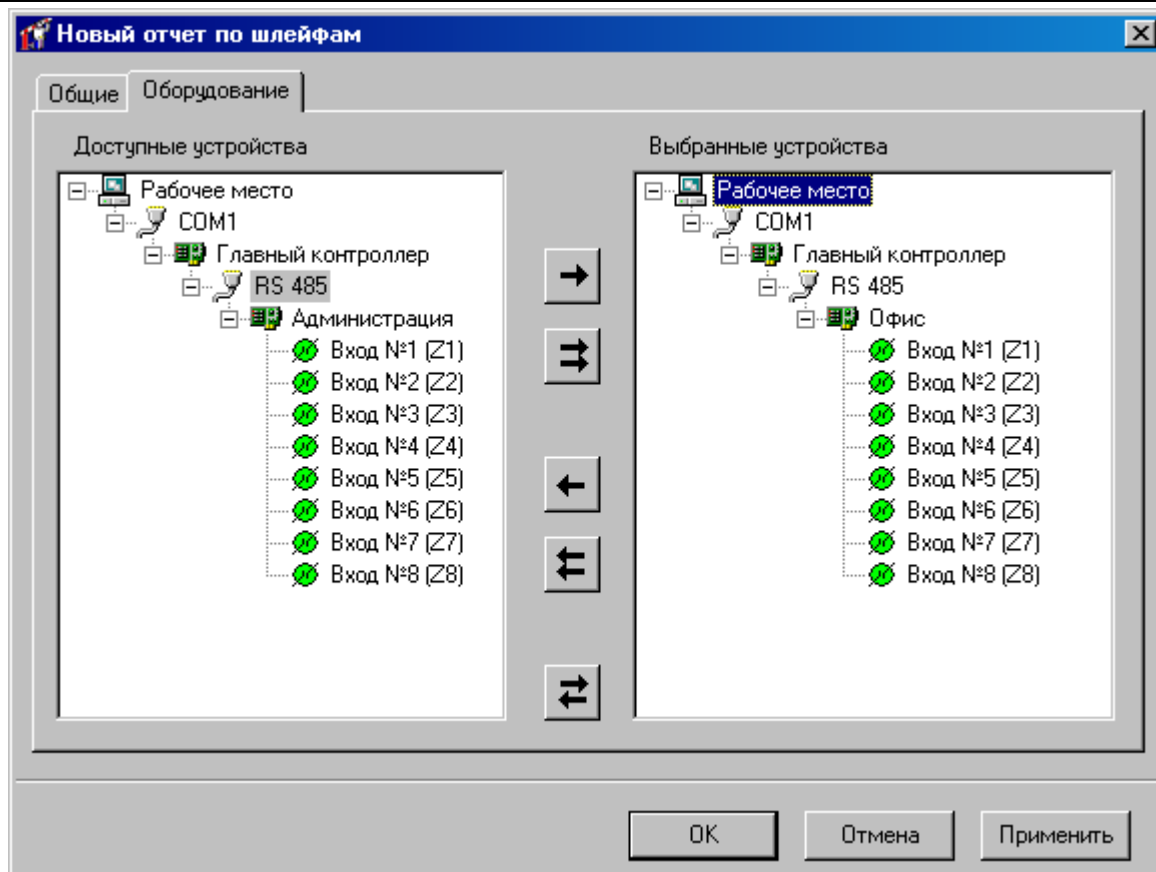 Новый отчет по шлейфам
Общие
Оборудование
Доступные устройства
Рабочее место
COM1
Главный контроллер
RS 485
Администрация
Вход №1 (Z1)
Вход №2 (Z2)
Вход №3 (Z3)
Вход №4 (Z4)
Вход №5 (Z5)
Вход №6 (Z6)
Вход №7 (Z7)
Вход №8 (Z8)
Выбранные устройства
Рабочее место
COM1
Главный контроллер
RS 485
Офис
Вход №1 (Z1)
Вход №2 (Z2)
Вход №3 (Z3)
Вход №4 (Z4)
Вход №5 (Z5)
Вход №6 (Z6)
Вход №7 (Z7)
Вход №8 (Z8)
OK
Отмена
Применить